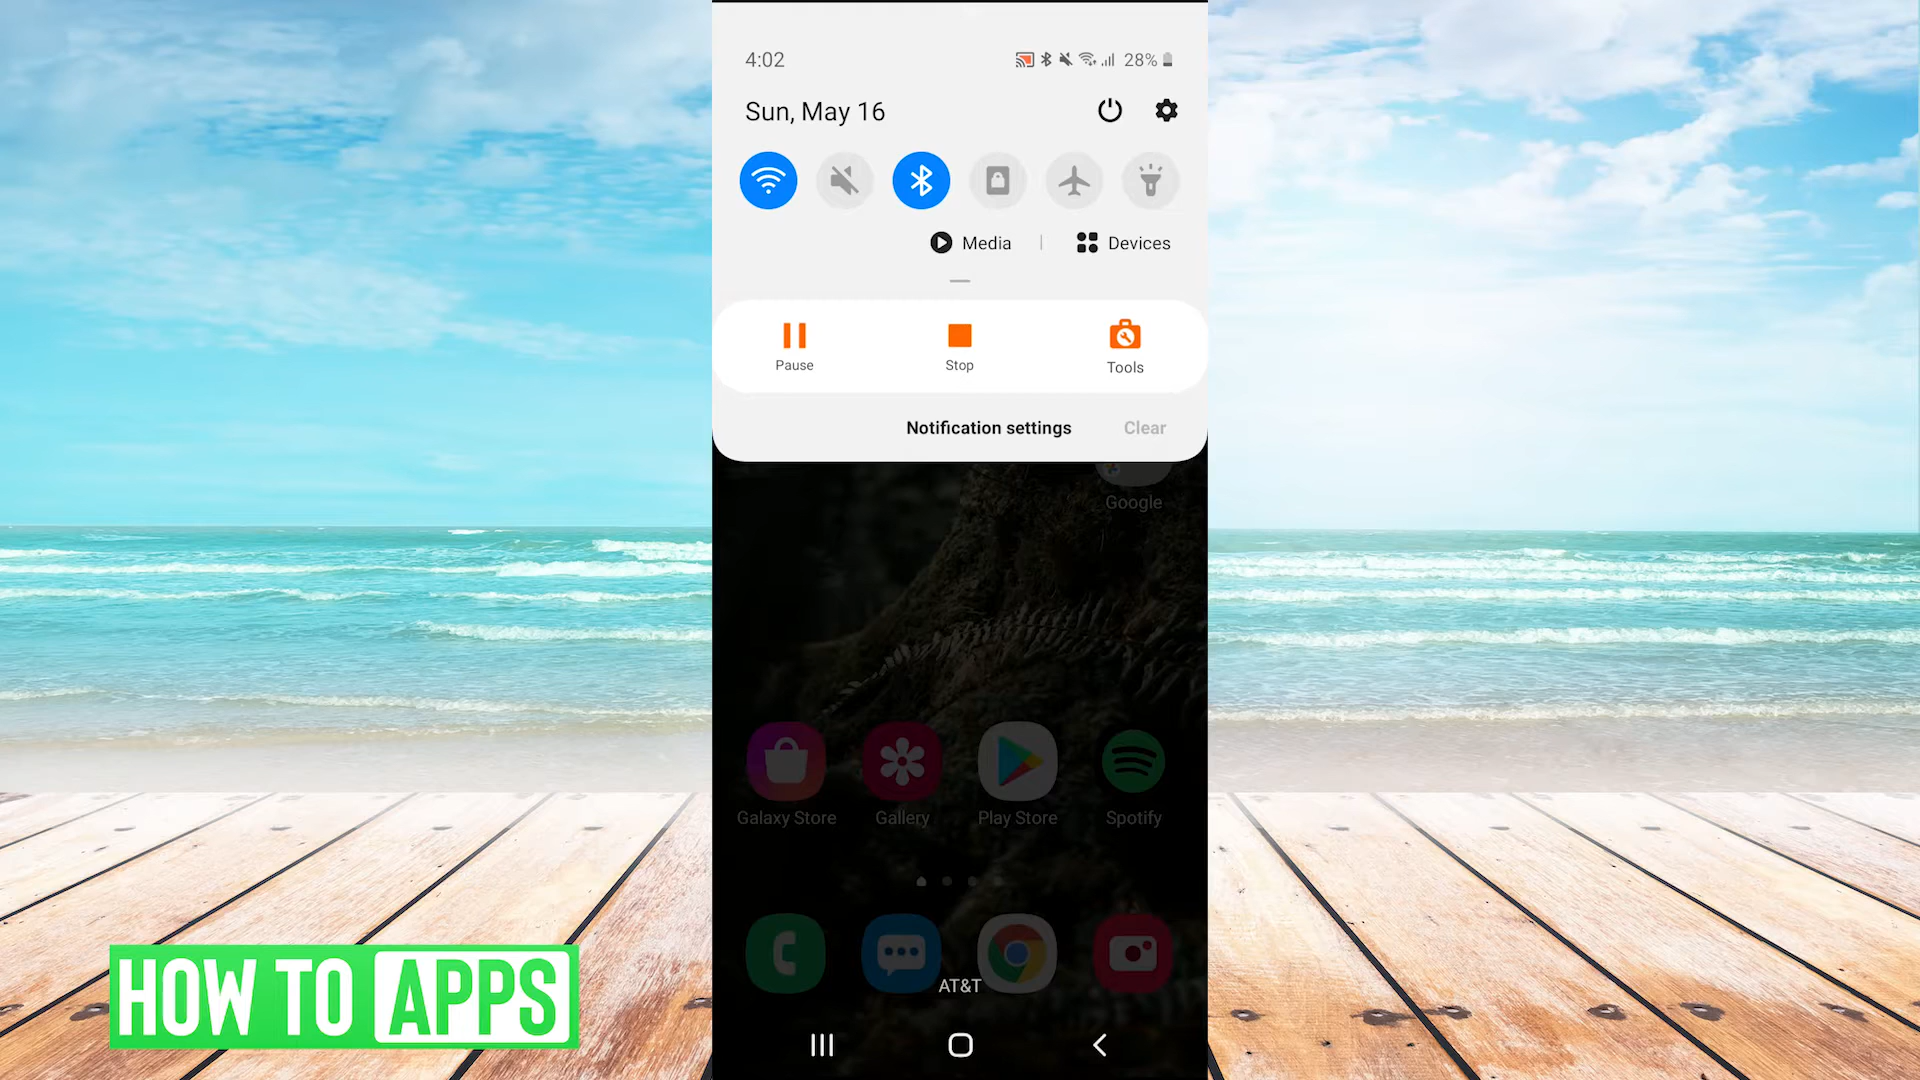 4:02
28%
Sun, May 16
Media
Devices
Pause
Stop
Tools
Notification settings
Clear
Google
Galaxy Store
Gallery
Play Store
Spotify
AT&T
HOW TO APPS